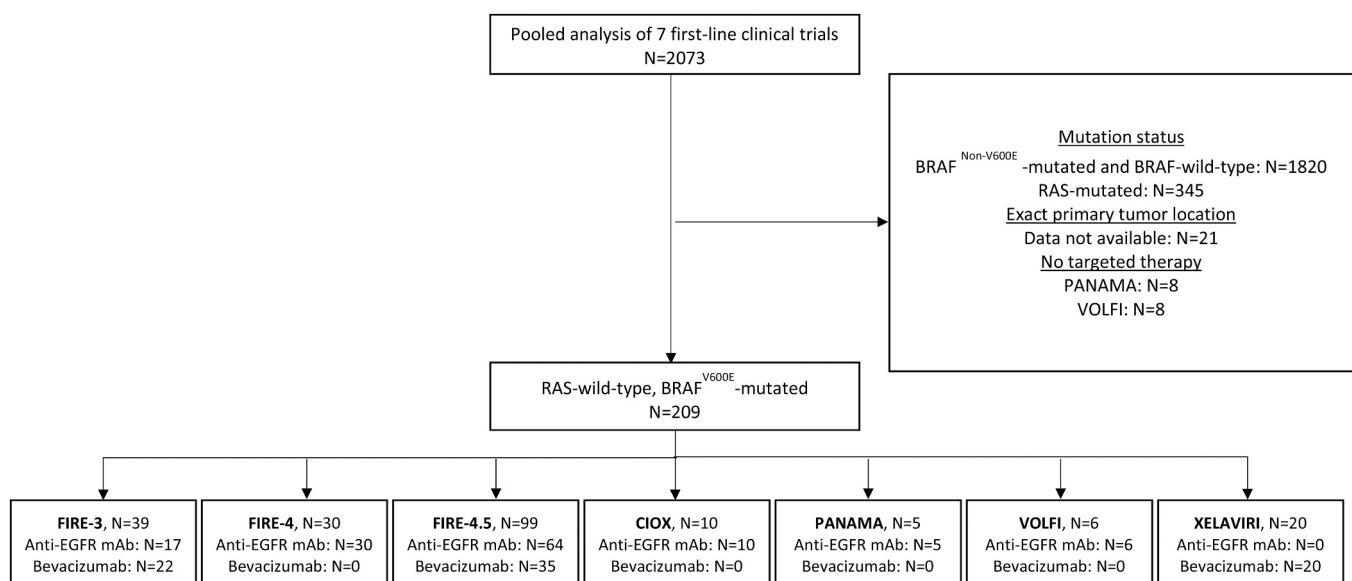 Pooled analysis of 7 first-line clinical trials
N=2073
Mutation status
BRAF Non-V600E -mutated and BRAF-wild-type: N=1820
RAS-mutated: N=345
Exact primary tumor location
Data not available: N=21
No targeted therapy
PANAMA: N=8
VOLFI: N=8
RAS-wild-type, BRAFV600E-mutated
N=209
FIRE-3, N=39
Anti-EGFR mAb: N=17
Bevacizumab: N=22
FIRE-4, N=30
Anti-EGFR mAb: N=30
Bevacizumab: N=0
FIRE-4.5, N=99
Anti-EGFR mAb: N=64
Bevacizumab: N=35
CIOX, N=10
Anti-EGFR mAb: N=10
Bevacizumab: N=0
PANAMA, N=5
Anti-EGFR mAb: N=5
Bevacizumab: N=0
VOLFI, N=6
Anti-EGFR mAb: N=6
Bevacizumab: N=0
XELAVIRI, N=20
Anti-EGFR mAb: N=0
Bevacizumab: N=20